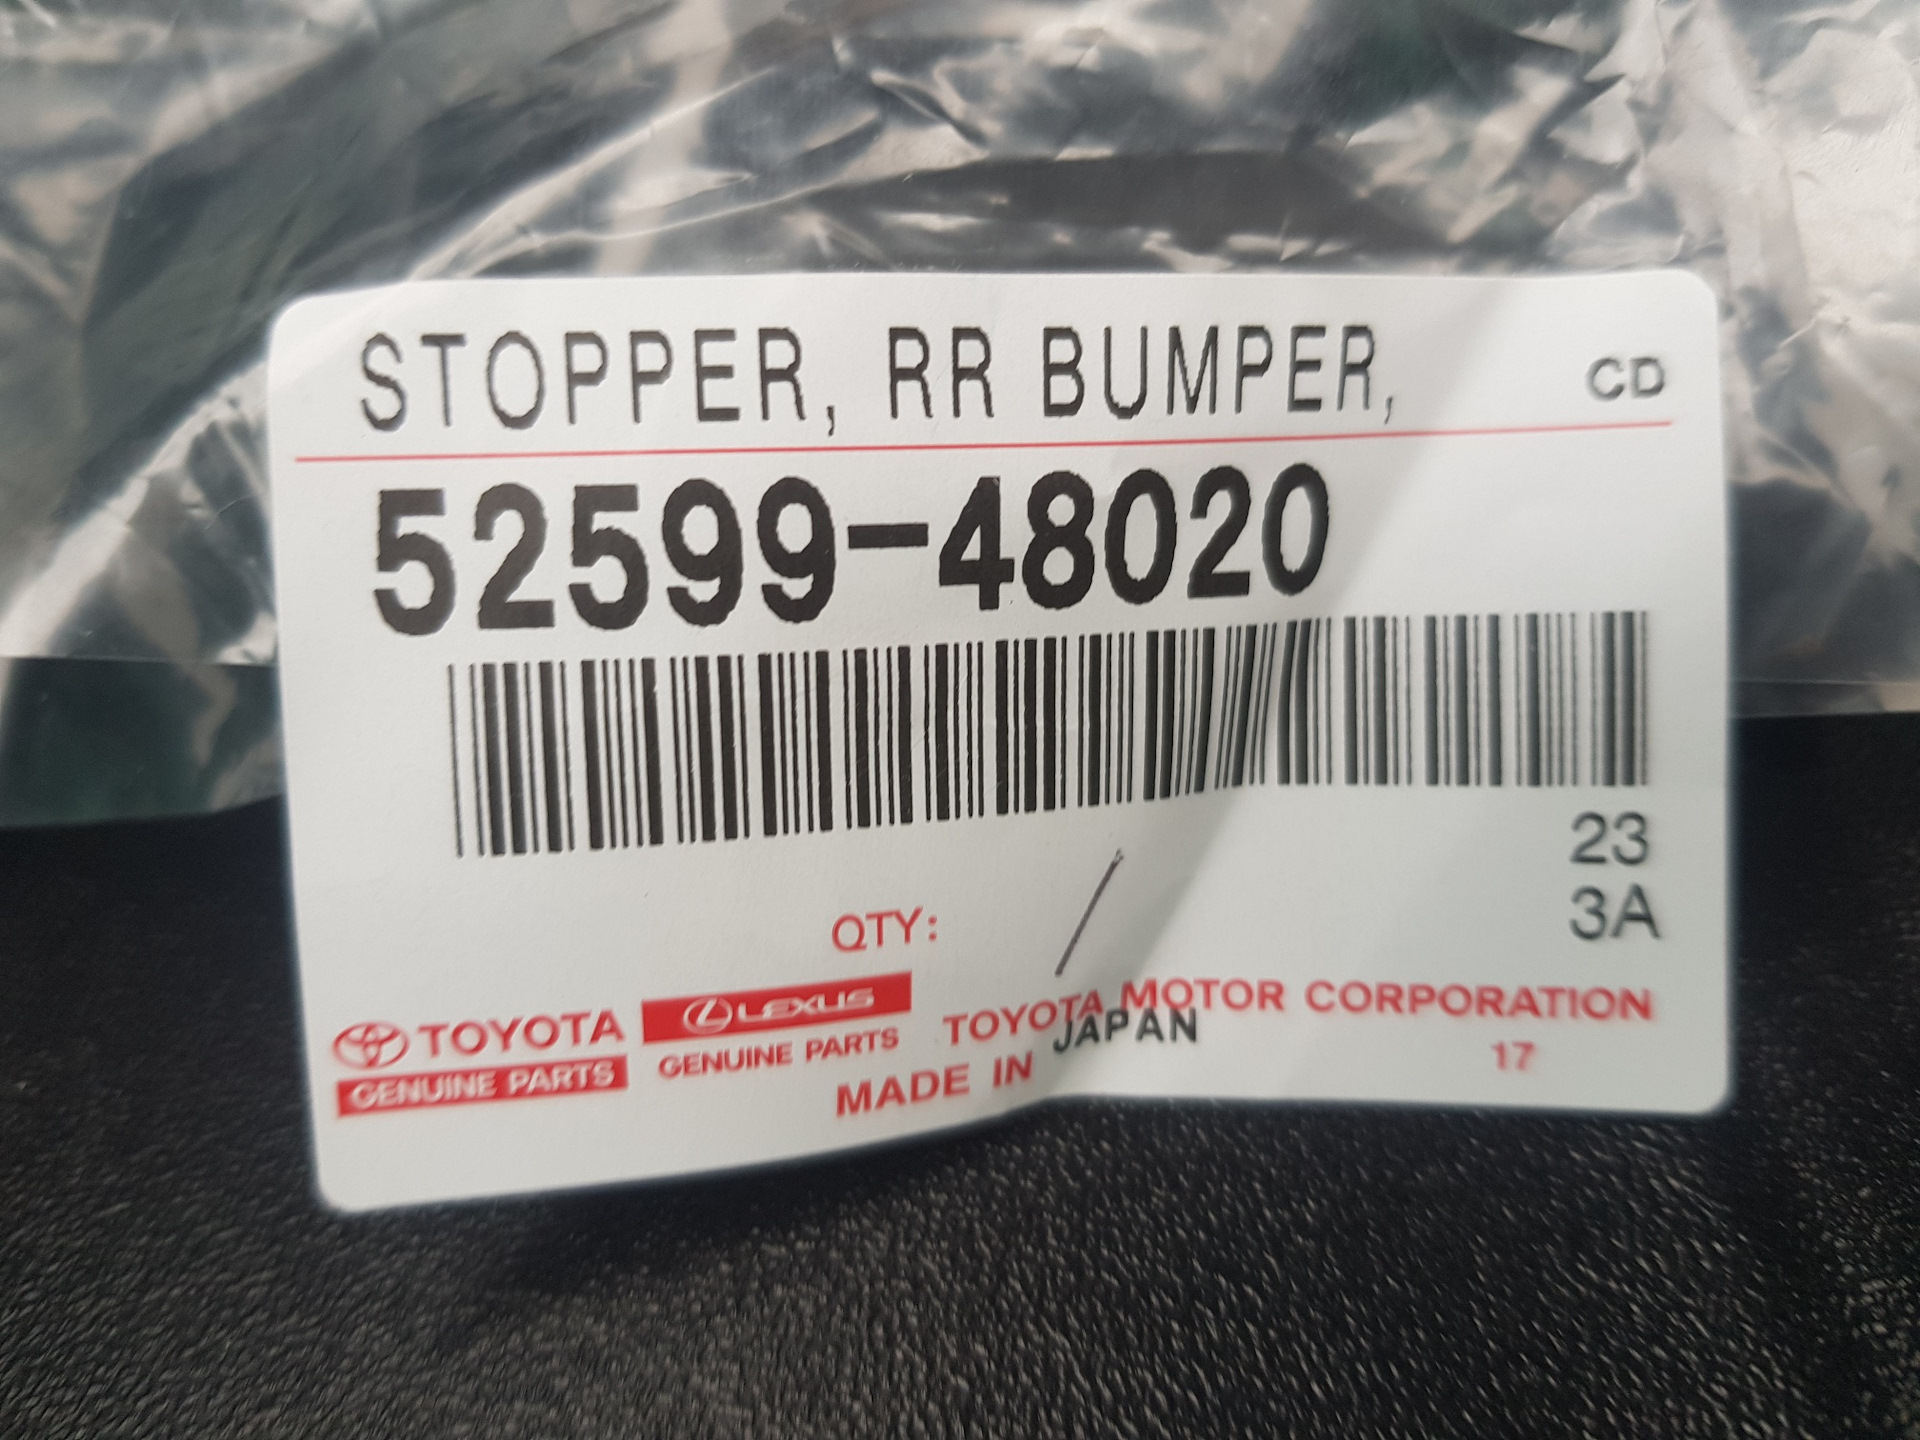 STOPPER, RR BUMPER, CD
52599-48020
23
3A
QTY: /
TOYOTA
GENUINE PARTS
LEXUS
GENUINE PARTS
TOYOTA MOTOR CORPORATION
MADE IN JAPAN
17